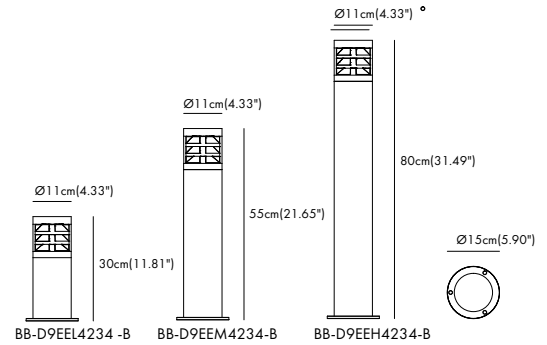 Ø11cm(4.33") °
Ø11cm(4.33")
80cm(31.49")
Ø11cm(4.33")
55cm(21.65")
Ø15cm(5.90")
30cm(11.81")
BB-D9EEL4234 -B BB-D9EEM4234-B BB-D9EEH4234-B